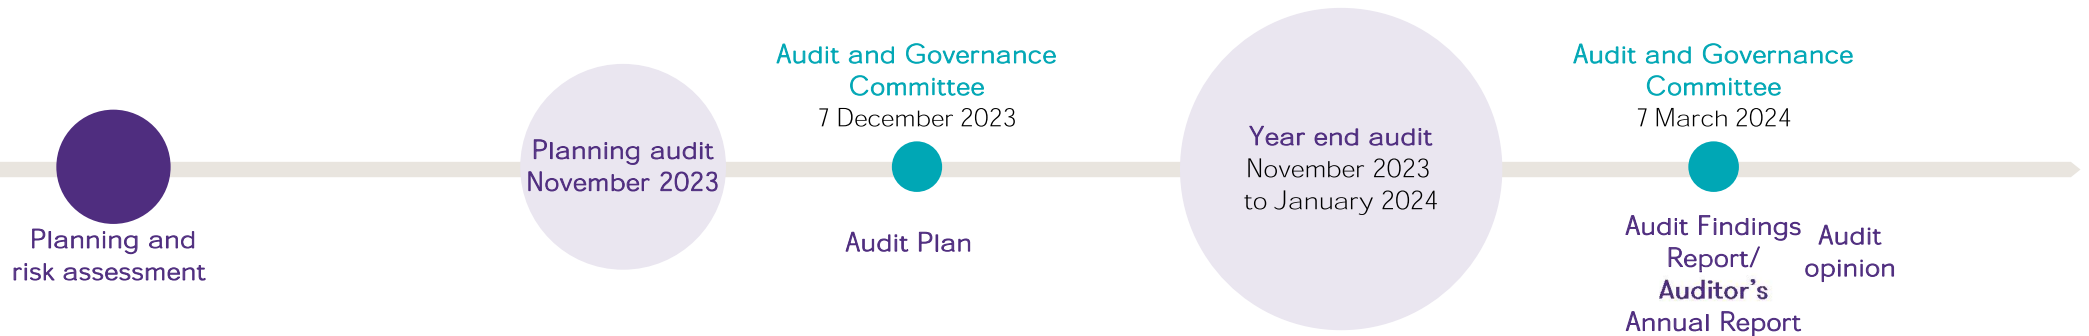 Planning and
risk assessment
Planning audit
November 2023
Audit and Governance
Committee
7 December 2023
Audit Plan
Year end audit
November 2023
to January 2024
Audit and Governance
Committee
7 March 2024
Audit Findings
Report/
Auditor's
Annual Report
Audit
opinion